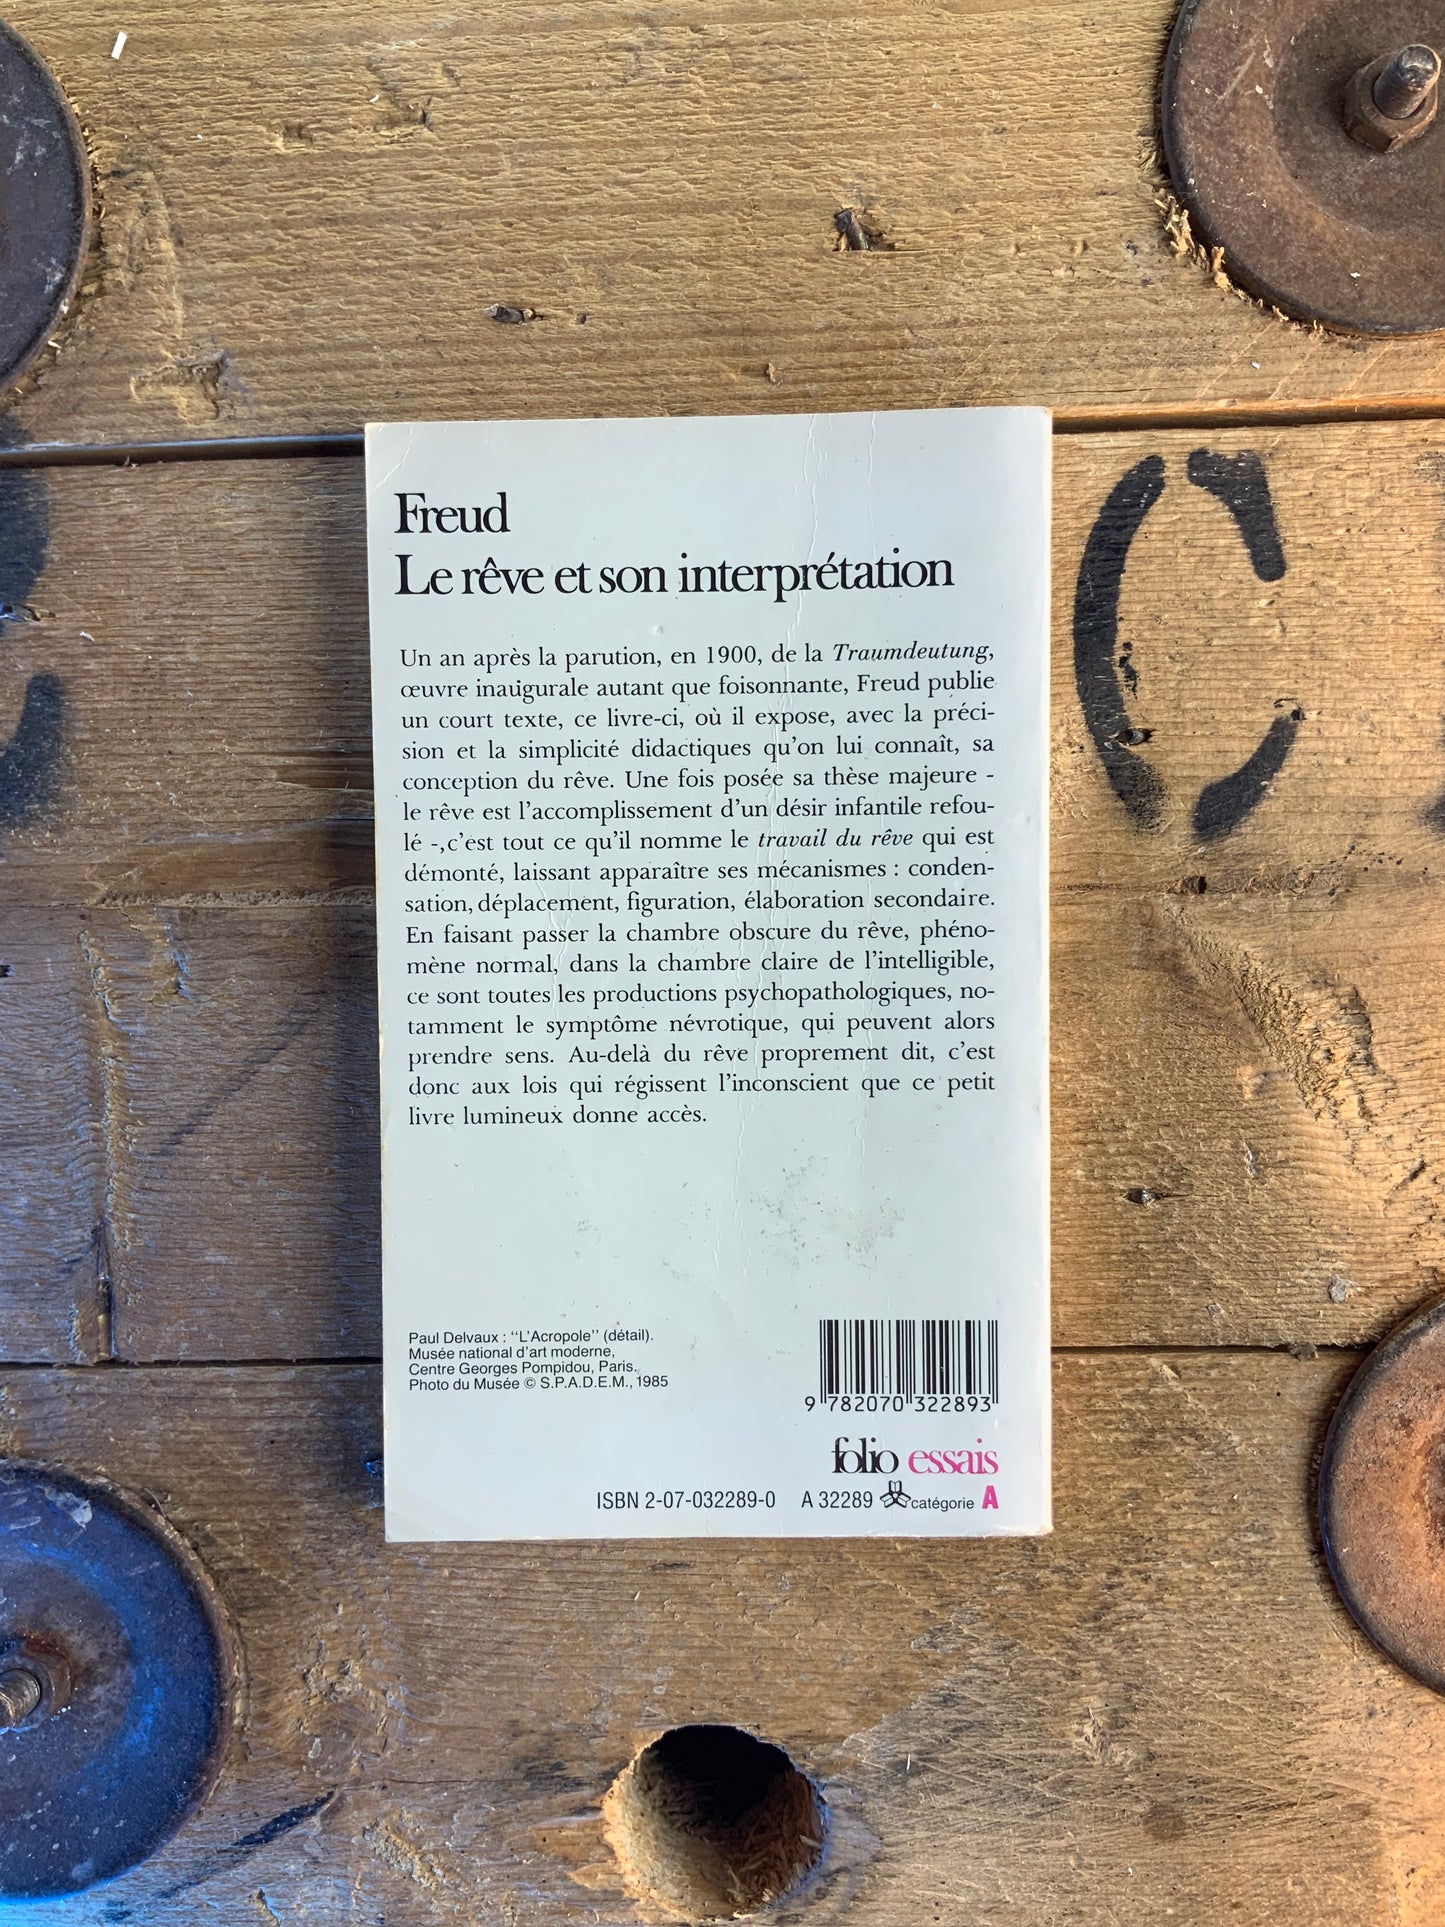 Freud
Le rêve et son interprétation
Un an après la parution, en 1900, de la Traumdeutung,
œuvre inaugurale autant que foisonnante, Freud publie
un court texte, ce livre-ci, où il expose, avec la préci-
sion et la simplicité didactiques qu'on lui connaît, sa
conception du rêve. Une fois posée sa thèse majeure -
le rêve est l'accomplissement d'un désir infantile refou-
lé -, c'est tout ce qu'il nomme le travail du rêve qui est
démonté, laissant apparaître ses mécanismes : conden-
sation, déplacement, figuration, élaboration secondaire.
En faisant passer la chambre obscure du rêve, phéno-
mène normal, dans la chambre claire de l'intelligible,
ce sont toutes les productions psychopathologiques, no-
tamment le symptôme névrotique, qui peuvent alors
prendre sens. Au-delà du rêve proprement dit, c'est
donc aux lois qui régissent l'inconscient que ce petit
livre lumineux donne accès.
Paul Delvaux : "L'Acropole" (détail).
Musée national d'art moderne,
Centre Georges Pompidou, Paris.
Photo du Musée © S.P.A.D.E.M., 1985
9 782070 322893
folio essais
ISBN 2-07-032289-0 A 32289 catégorie A
C